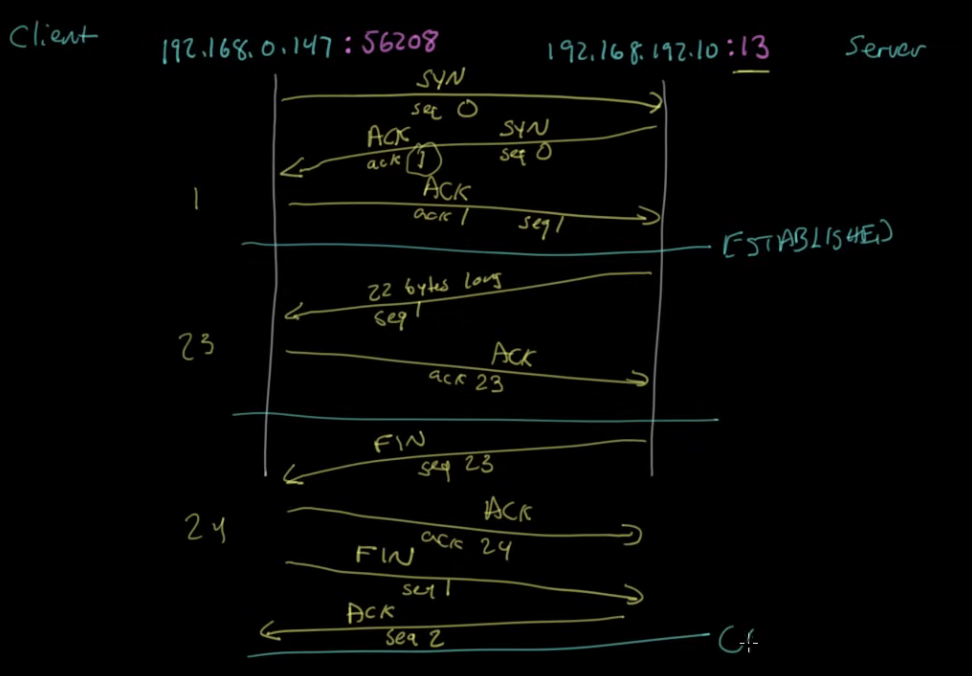 Client 192.168.0.147:56208 192.168.192.10:13 Server
SYN
seq 0
ACK SYN
ack 1 seq 0
1
ACK
ack 1 seq 1
ESTABLISHED
22 bytes long
seq 1
23
ACK
ack 23
FIN
seq 23
24
ACK
ack 24
FIN
seq 1
ACK
seq 2